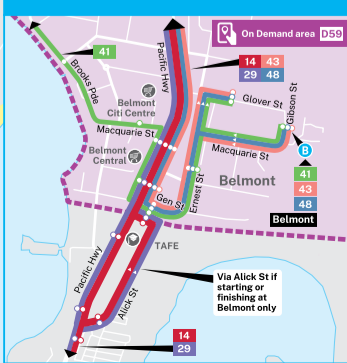 On Demand area D59
41
Pacific Hwy
14 43
29 48
Brooks Pde
Glover St
Gibson St
Belmont
Citi Centre
Macquarie St
Macquarie St
B
Belmont
Central
Ernest St
Belmont
41
43
48
Belmont
Gen St
TAFE
Pacific Hwy
Alick St
Via Alick St if
starting or
finishing at
Belmont only
14
29